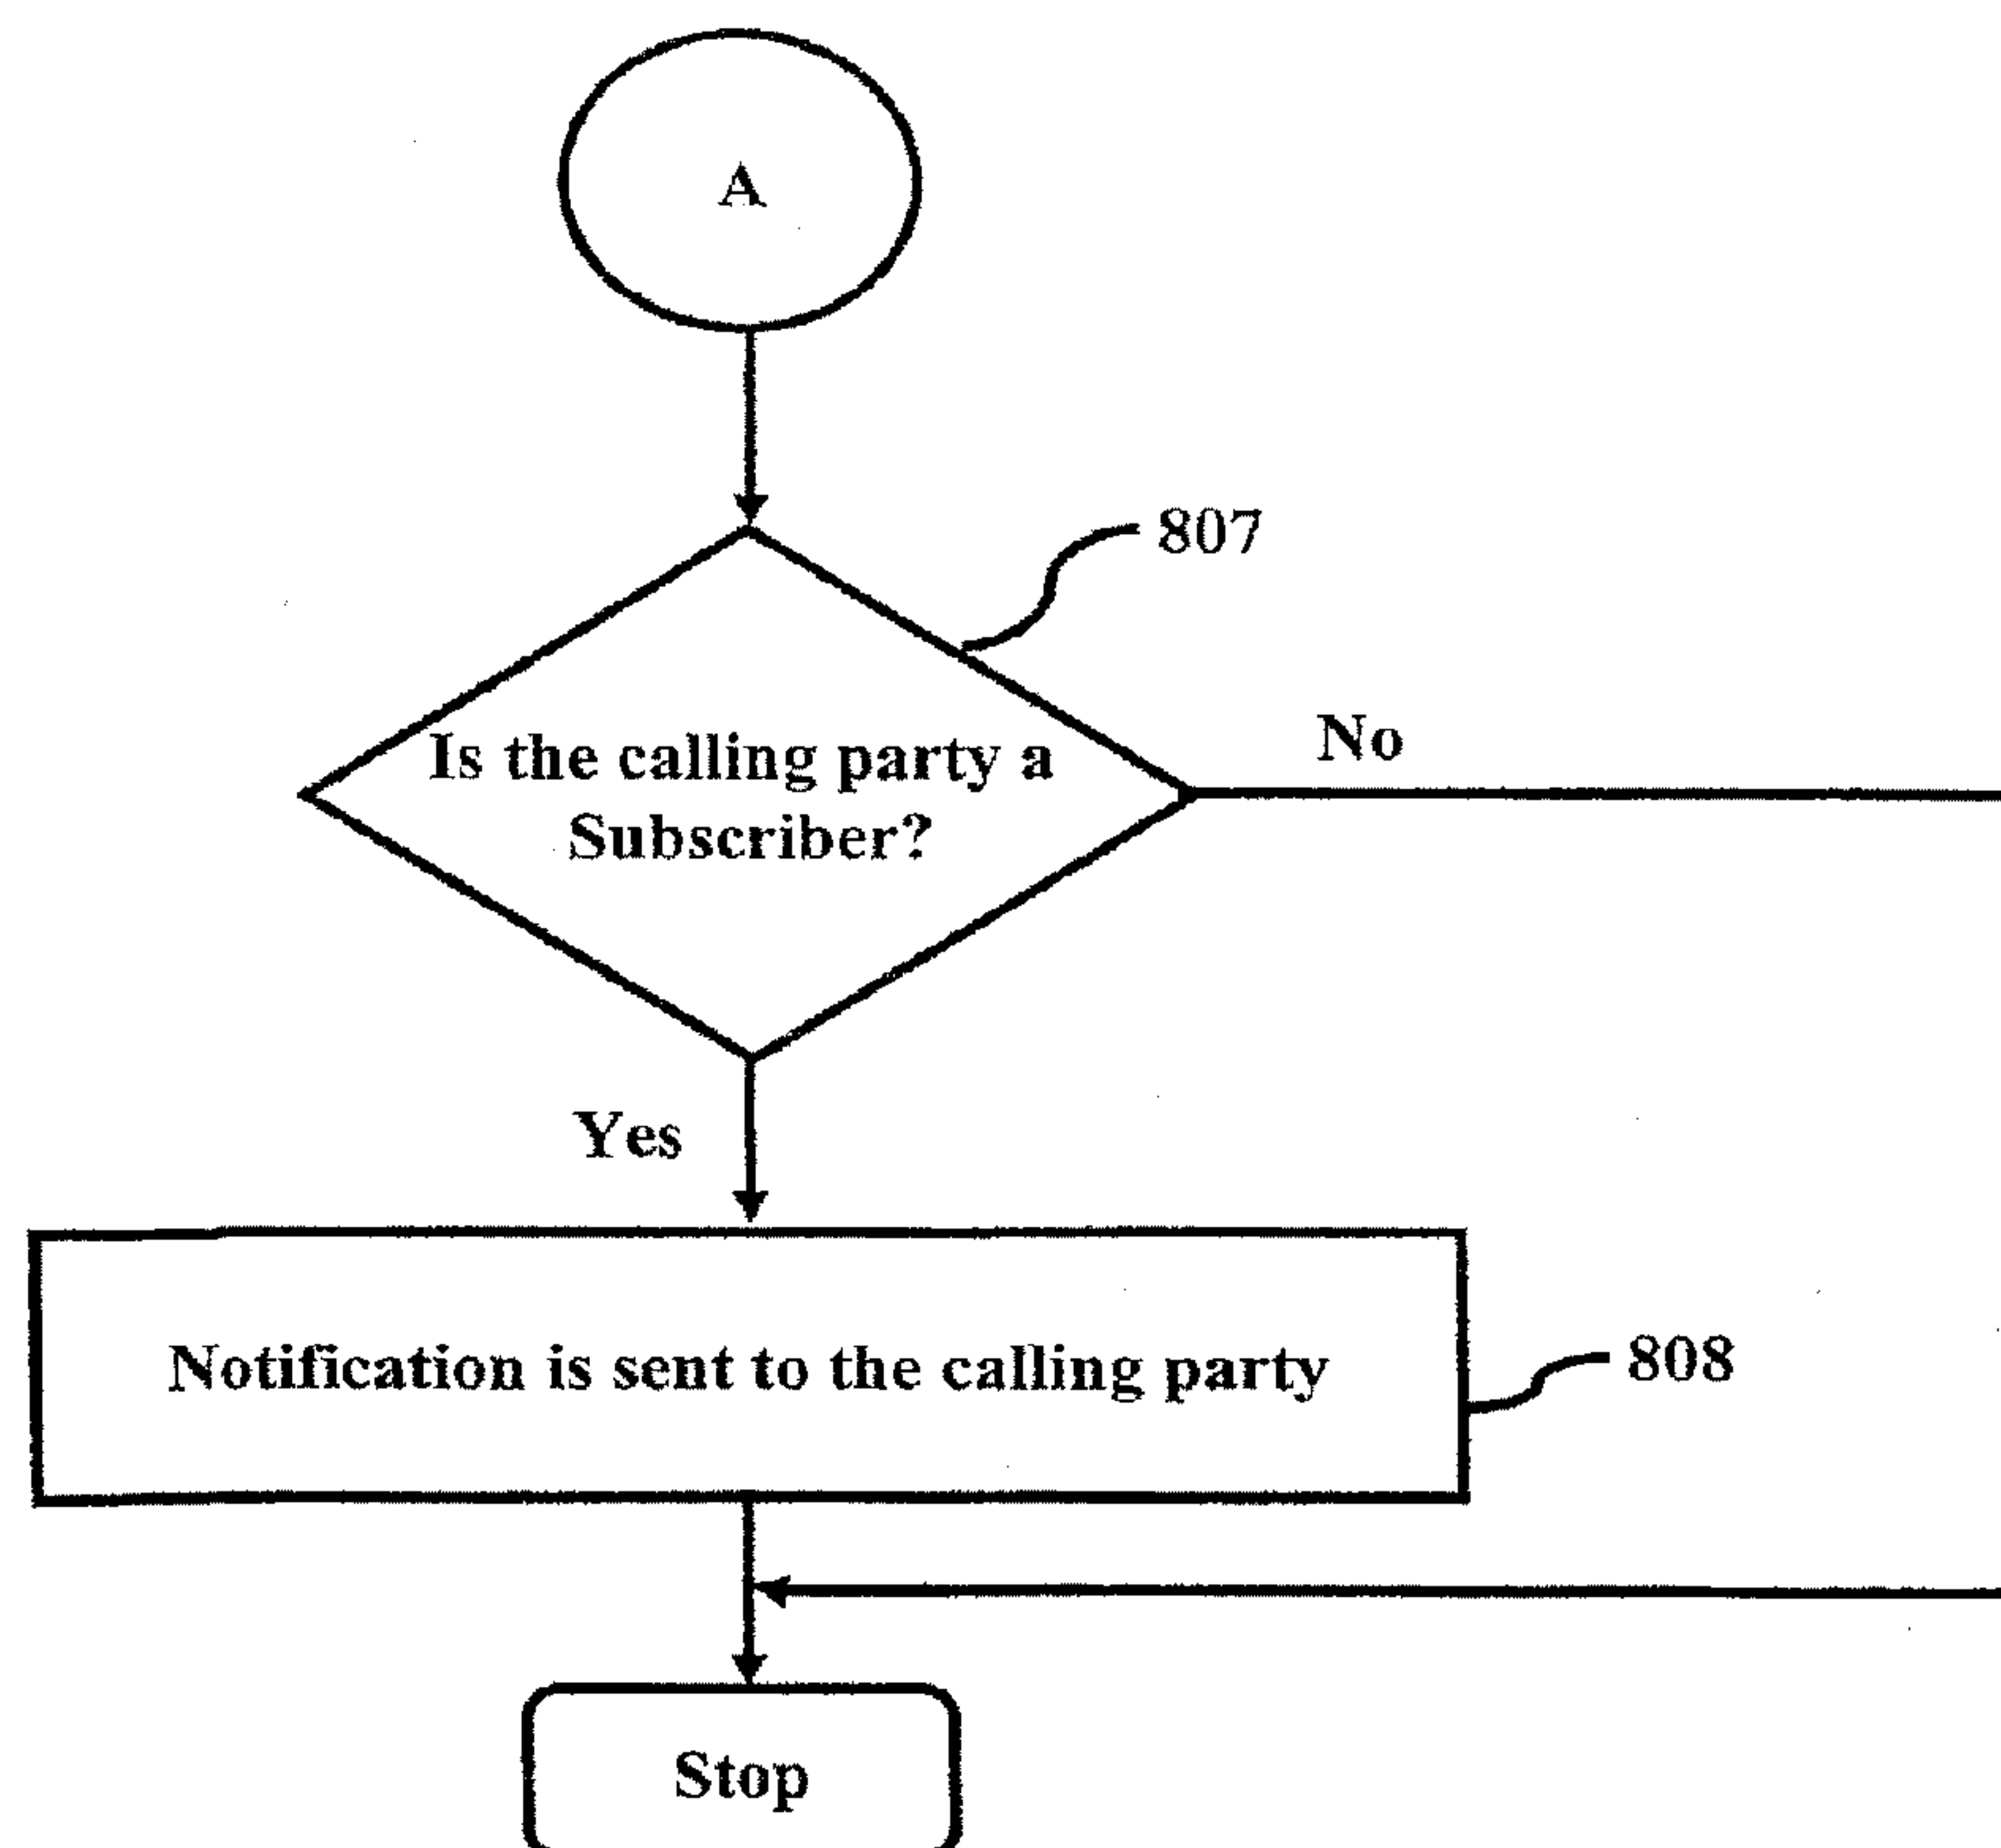 A
807
Is the calling party a
Subscriber?
No
Yes
Notification is sent to the calling party
808
Stop